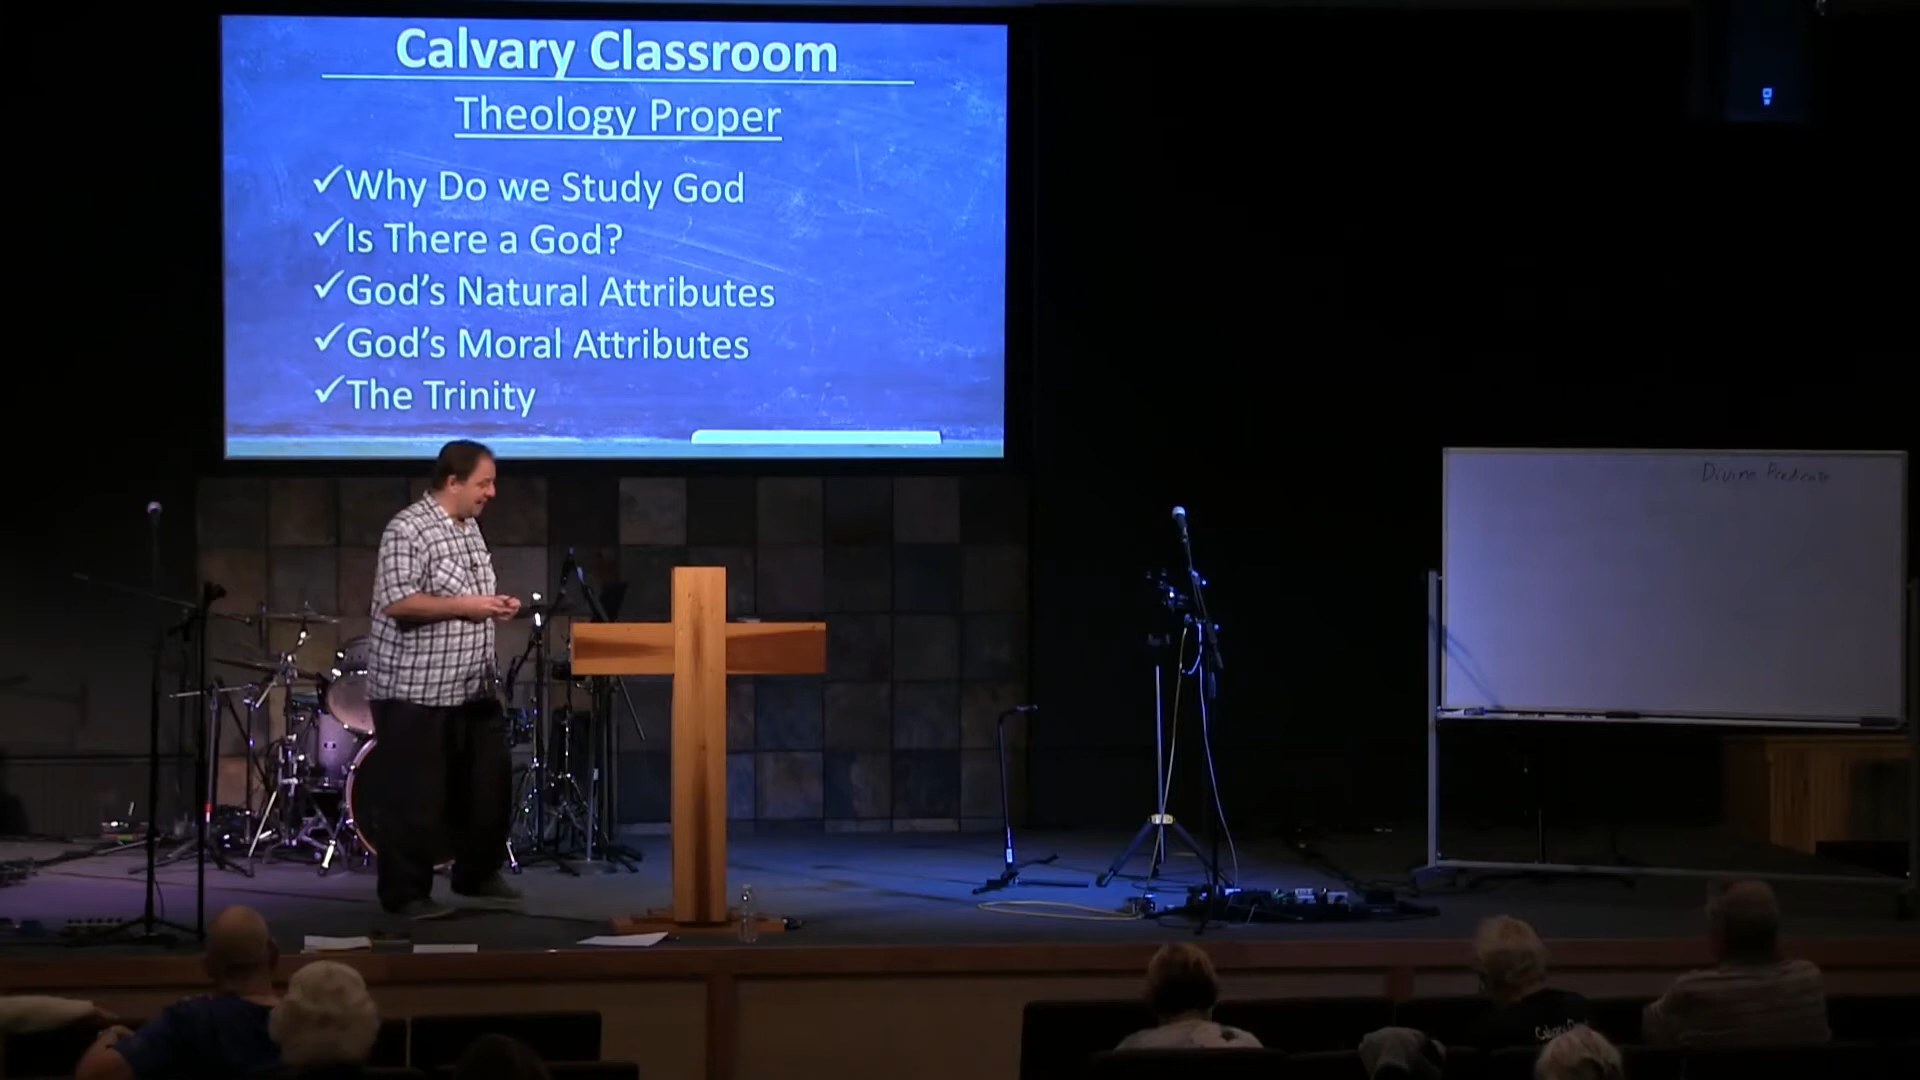 Calvary Classroom
Theology Proper
✓Why Do we Study God
✓Is There a God?
✓God's Natural Attributes
✓God's Moral Attributes
✓The Trinity
Divine Predicate